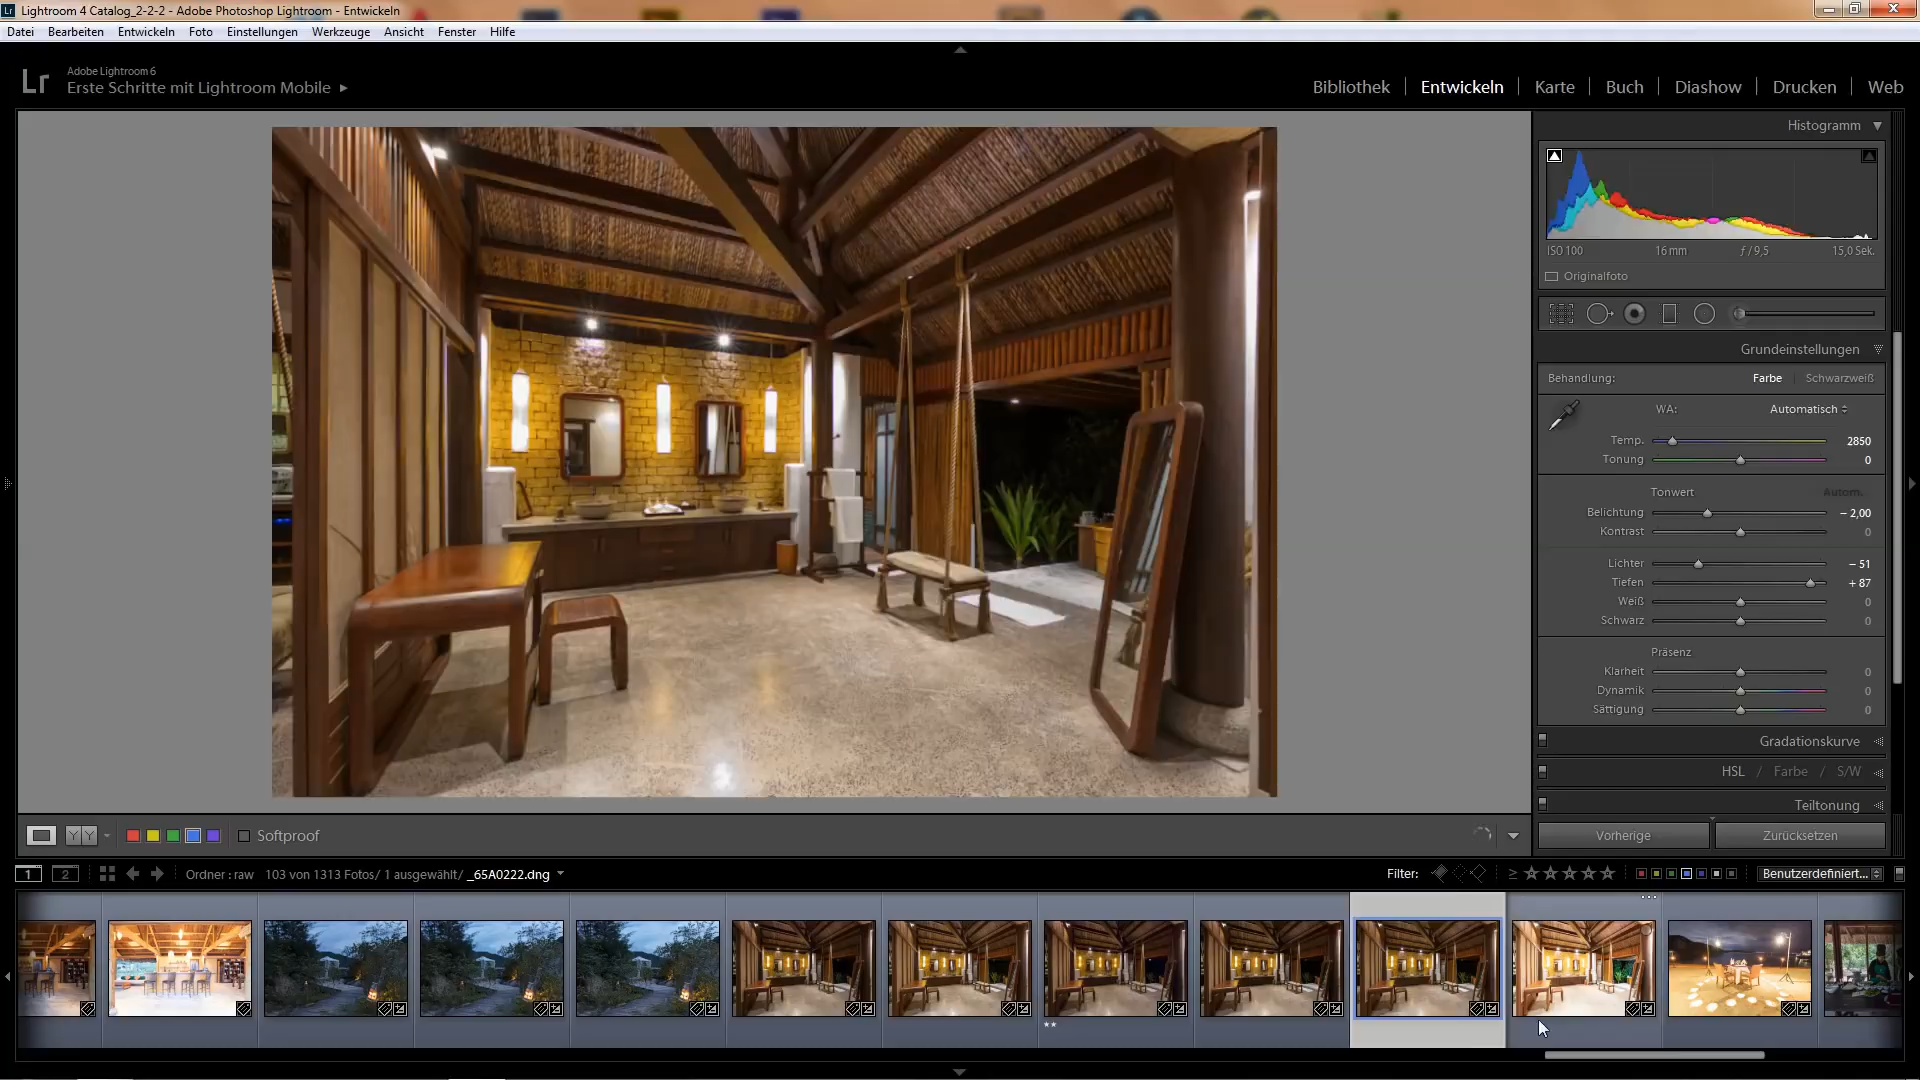 Lr Lightroom 4 Catalog_2-2-2 - Adobe Photoshop Lightroom - Entwickeln
Datei Bearbeiten Entwickeln Foto Einstellungen Werkzeuge Ansicht Fenster Hilfe
Lr Adobe Lightroom 6
Erste Schritte mit Lightroom Mobile
Bibliothek Entwickeln Karte Buch Diashow Drucken Web
Histogramm
ISO 100 16 mm ƒ / 9,5 15,0 Sek.
Originalfoto
Grundeinstellungen
Behandlung: Farbe Schwarzweiß
WA: Automatisch
Temp. 2850
Tonung 0
Tonwert Autom.
Belichtung – 2,00
Kontrast 0
Lichter – 51
Tiefen + 87
Weiß 0
Schwarz 0
Präsenz
Klarheit 0
Dynamik 0
Sättigung 0
Gradationskurve
HSL / Farbe / S/W
Teiltonung
YY Softproof
Vorherige Zurücksetzen
1 2 Ordner : raw 103 von 1313 Fotos/ 1 ausgewählt/ _65A0222.dng
Filter: ≥ Benutzerdefiniert...